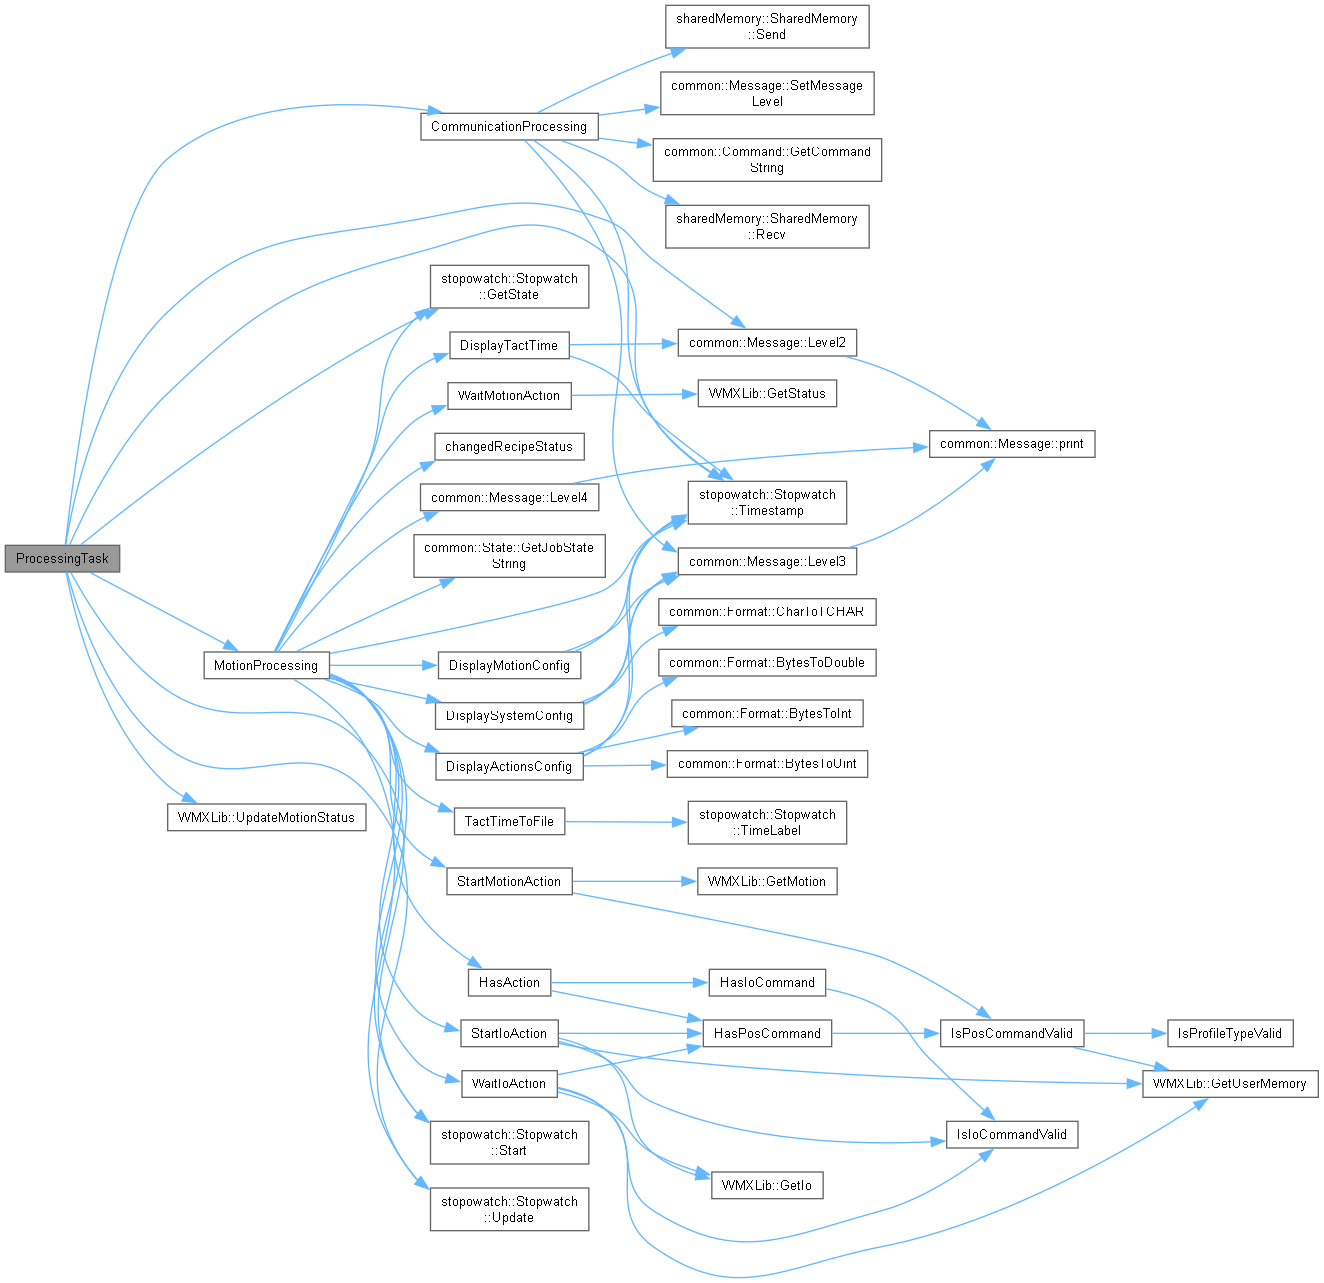 sharedMemory::SharedMemory
::Send
common::Message::SetMessage
Level
CommunicationProcessing
common::Command::GetCommand
String
sharedMemory::SharedMemory
::Recv
stopowatch::Stopwatch
::GetState
DisplayTactTime
common::Message::Level2
WaitMotionAction
WMXLib::GetStatus
changedRecipeStatus
common::Message::print
common::Message::Level4
stopowatch::Stopwatch
::Timestamp
common::State::GetJobState
String
ProcessingTask
common::Message::Level3
common::Format::CharToTCHAR
MotionProcessing
DisplayMotionConfig
common::Format::BytesToDouble
DisplaySystemConfig
common::Format::BytesToInt
DisplayActionsConfig
common::Format::BytesToUint
WMXLib::UpdateMotionStatus
TactTimeToFile
stopowatch::Stopwatch
::TimeLabel
StartMotionAction
WMXLib::GetMotion
HasAction
HasIoCommand
StartIoAction
HasPosCommand
IsPosCommandValid
IsProfileTypeValid
WaitIoAction
WMXLib::GetUserMemory
stopowatch::Stopwatch
::Start
IsIoCommandValid
WMXLib::GetIo
stopowatch::Stopwatch
::Update